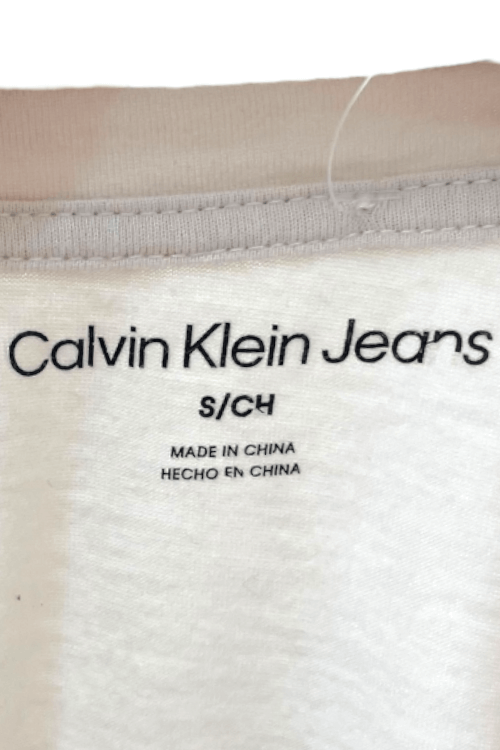 Calvin Klein Jeans
S/CH
MADE IN CHINA
HECHO EN CHINA